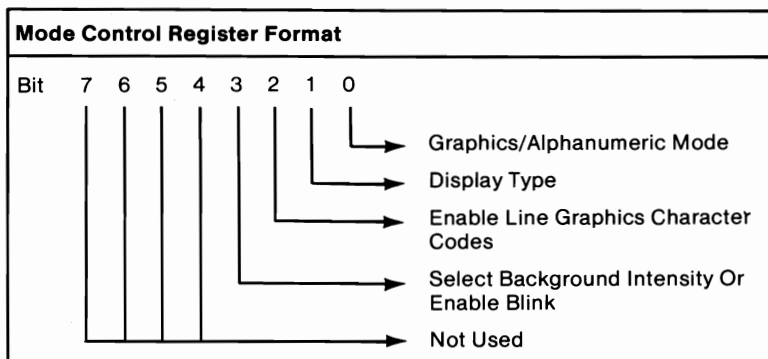 Mode Control Register Format
Bit 7 6 5 4 3 2 1 0
Graphics/Alphanumeric Mode
Display Type
Enable Line Graphics Character
Codes
Select Background Intensity Or
Enable Blink
Not Used